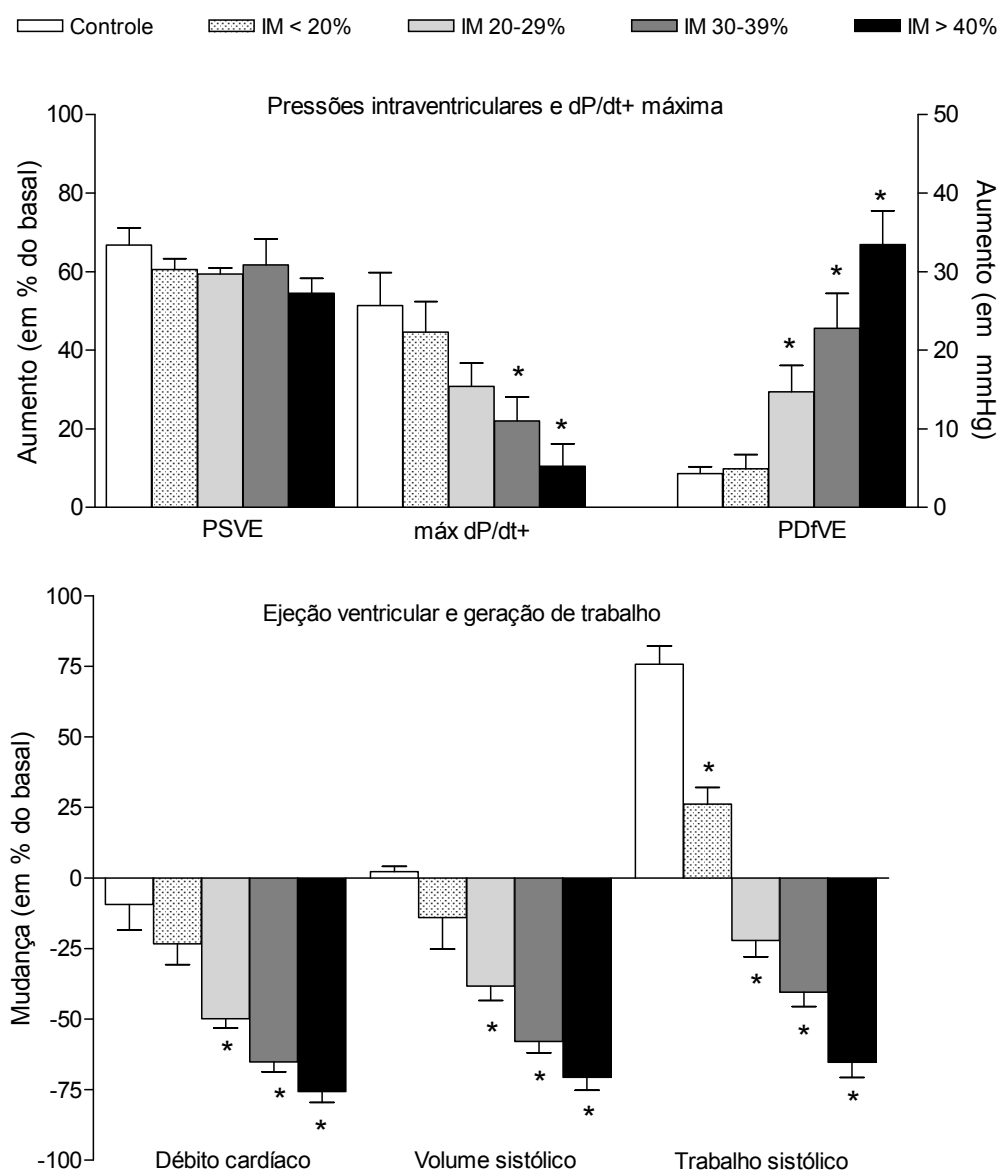 Controle IM < 20% IM 20-29% IM 30-39% IM > 40%
Pressões intraventriculares e dP/dt+ máxima
Aumento (em % do basal)
100
80
60
40
20
0
50
40
30
20
10
0
Aumento (em mmHg)
* * * * *
PSVE máx dP/dt+ PDfVE
Ejeção ventricular e geração de trabalho
Mudança (em % do basal)
100
75
50
25
0
-25
-50
-75
-100
* * * * * * * * * *
Débito cardíaco Volume sistólico Trabalho sistólico